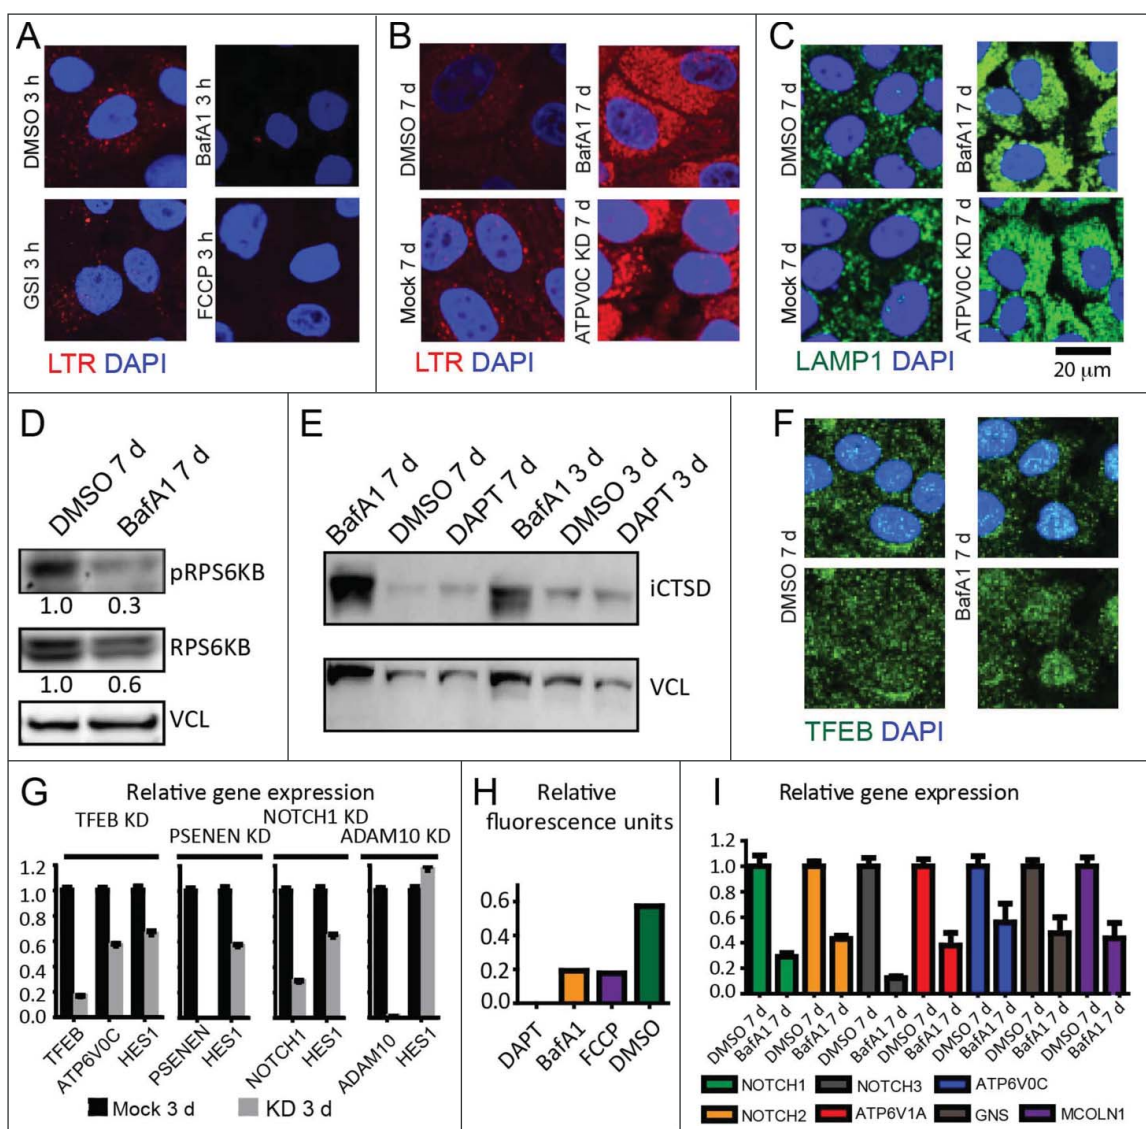 A
DMSO 3 h
BafA1 3 h
GSI 3 h
FCCP 3 h
LTR DAPI
B
DMSO 7 d
BafA1 7 d
Mock 7 d
ATPV0C KD 7 d
LTR DAPI
C
DMSO 7 d
BafA1 7 d
Mock 7 d
ATPV0C KD 7 d
LAMP1 DAPI
20 μm
D
DMSO 7 d
BafA1 7 d
pRPS6KB
1.0 0.3
RPS6KB
1.0 0.6
VCL
E
BafA1 7 d
DMSO 7 d
DAPT 7 d
BafA1 3 d
DMSO 3 d
DAPT 3 d
iCTSD
VCL
F
DMSO 7 d
BafA1 7 d
TFEB DAPI
G
Relative gene expression
TFEB KD
PSENEN KD
NOTCH1 KD
ADAM10 KD
1.2
1.0
0.8
0.6
0.4
0.2
0.0
TFEB
ATP6V0C
HES1
PSENEN
HES1
NOTCH1
HES1
ADAM10
HES1
Mock 3 d
KD 3 d
H
Relative
fluorescence units
0.6
0.4
0.2
0.0
DAPT
BafA1
FCCP
DMSO
I
Relative gene expression
1.2
1.0
0.8
0.6
0.4
0.2
0.0
DMSO 7 d
BafA1 7 d
DMSO 7 d
BafA1 7 d
DMSO 7 d
BafA1 7 d
DMSO 7 d
BafA1 7 d
DMSO 7 d
BafA1 7 d
DMSO 7 d
BafA1 7 d
DMSO 7 d
BafA1 7 d
NOTCH1
NOTCH3
ATP6V0C
NOTCH2
ATP6V1A
GNS
MCOLN1